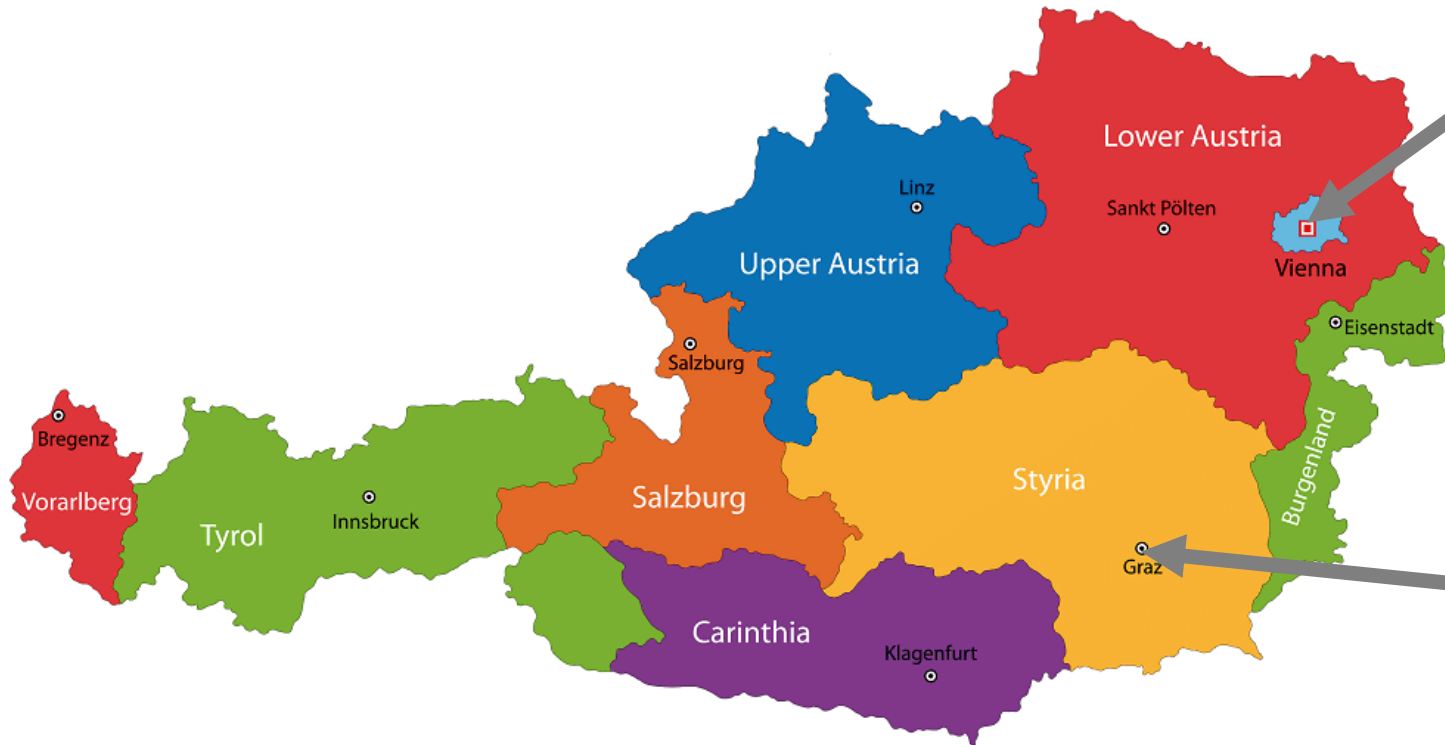 Lower Austria
Linz
Sankt Pölten
Upper Austria
Vienna
Eisenstadt
Salzburg
Bregenz
Burgenland
Styria
Salzburg
Vorarlberg
Innsbruck
Tyrol
Graz
Carinthia
Klagenfurt